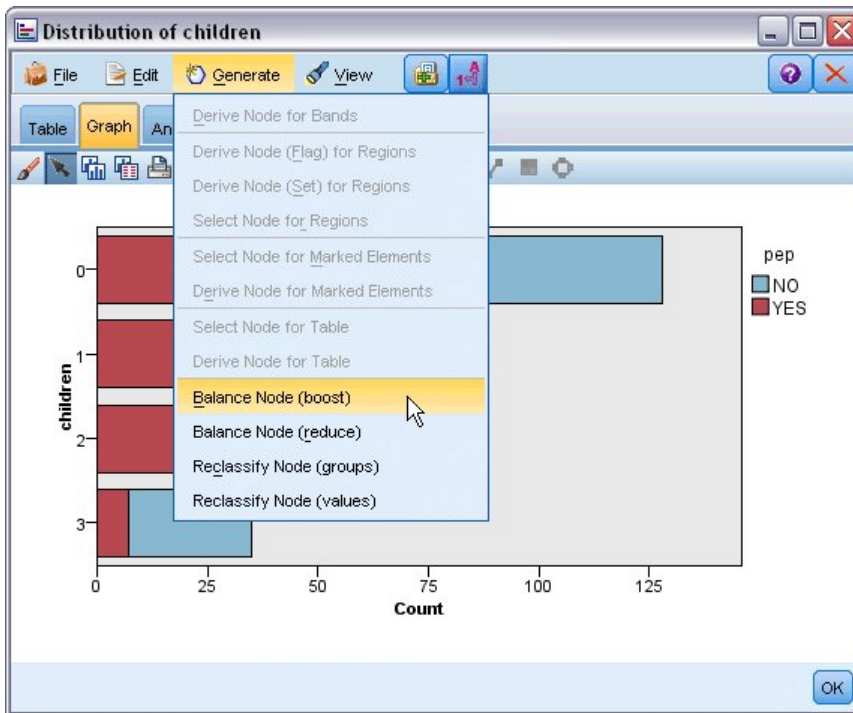 Distribution of children
File Edit Generate View
Table Graph An
Derive Node for Bands
Derive Node (Flag) for Regions
Derive Node (Set) for Regions
Select Node for Regions
Select Node for Marked Elements
Derive Node for Marked Elements
Select Node for Table
Derive Node for Table
Balance Node (boost)
Balance Node (reduce)
Reclassify Node (groups)
Reclassify Node (values)
pep
NO
YES
children
0
1
2
3
0 25 50 75 100 125
Count
OK